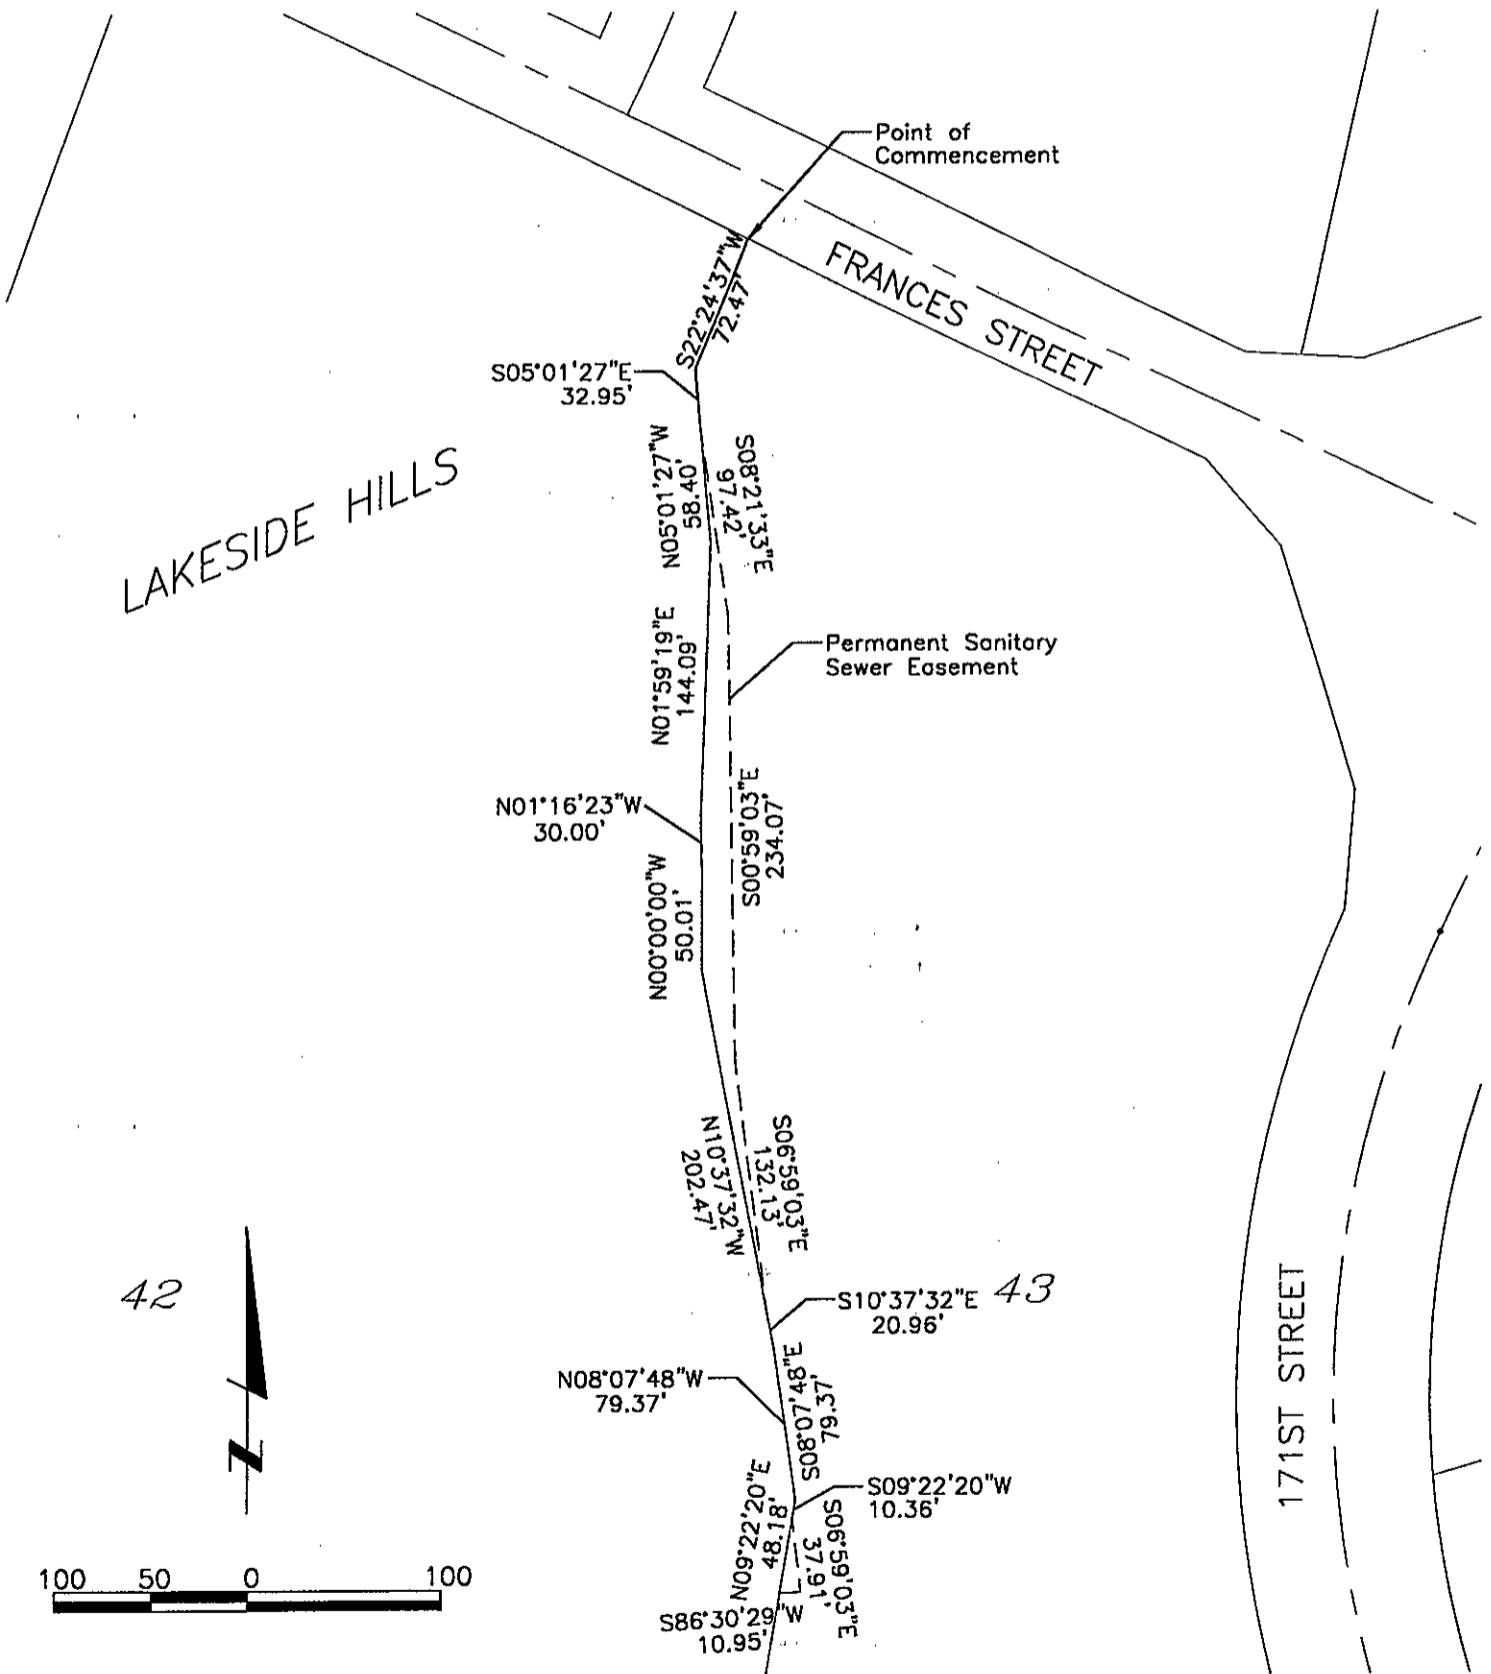 Point of
Commencement
FRANCES STREET
S22°24'37"W
72.47'
S05°01'27"E
32.95'
LAKESIDE HILLS
N05°01'27"W
58.40'
S08°21'33"E
97.42'
N01°59'19"E
144.09'
Permanent Sanitary
Sewer Easement
N01°16'23"W
30.00'
S00°59'03"E
234.07'
N00°00'00"W
50.01'
N10°37'32"W
202.47'
S06°59'03"E
132.13'
42
43
S10°37'32"E
20.96'
N08°07'48"W
79.37'
S08°07'48"E
79.37'
171ST STREET
N
N09°22'20"E
48.18'
S09°22'20"W
10.36'
S06°59'03"E
37.91'
S86°30'29"W
10.95'
100 50 0 100